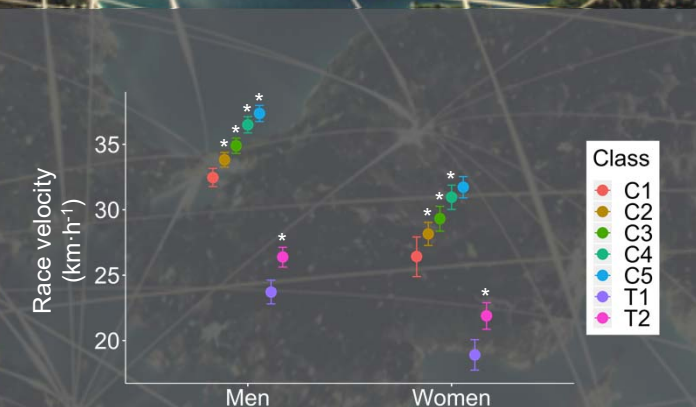 Race velocity
(km·h⁻¹)
35
30
25
20
* * * * *
* * * *
Men
Women
Class
C1
C2
C3
C4
C5
T1
T2